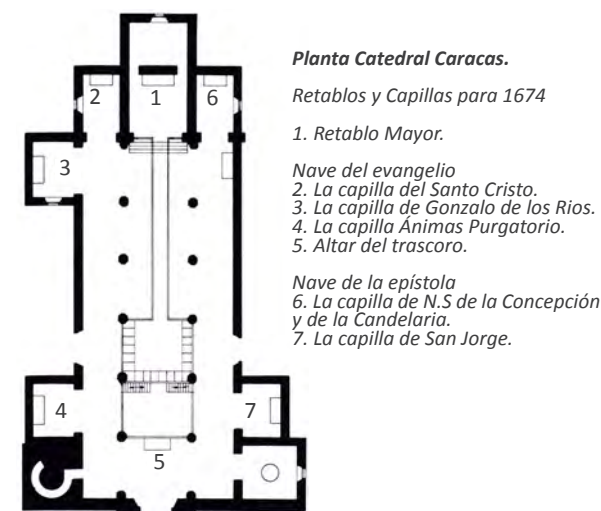 Planta Catedral Caracas.
Retablos y Capillas para 1674
1. Retablo Mayor.
Nave del evangelio
2. La capilla del Santo Cristo.
3. La capilla de Gonzalo de los Rios.
4. La capilla Ánimas Purgatorio.
5. Altar del trascoro.
Nave de la epístola
6. La capilla de N.S de la Concepción
y de la Candelaria.
7. La capilla de San Jorge.
2 1 6
3
4 7
5